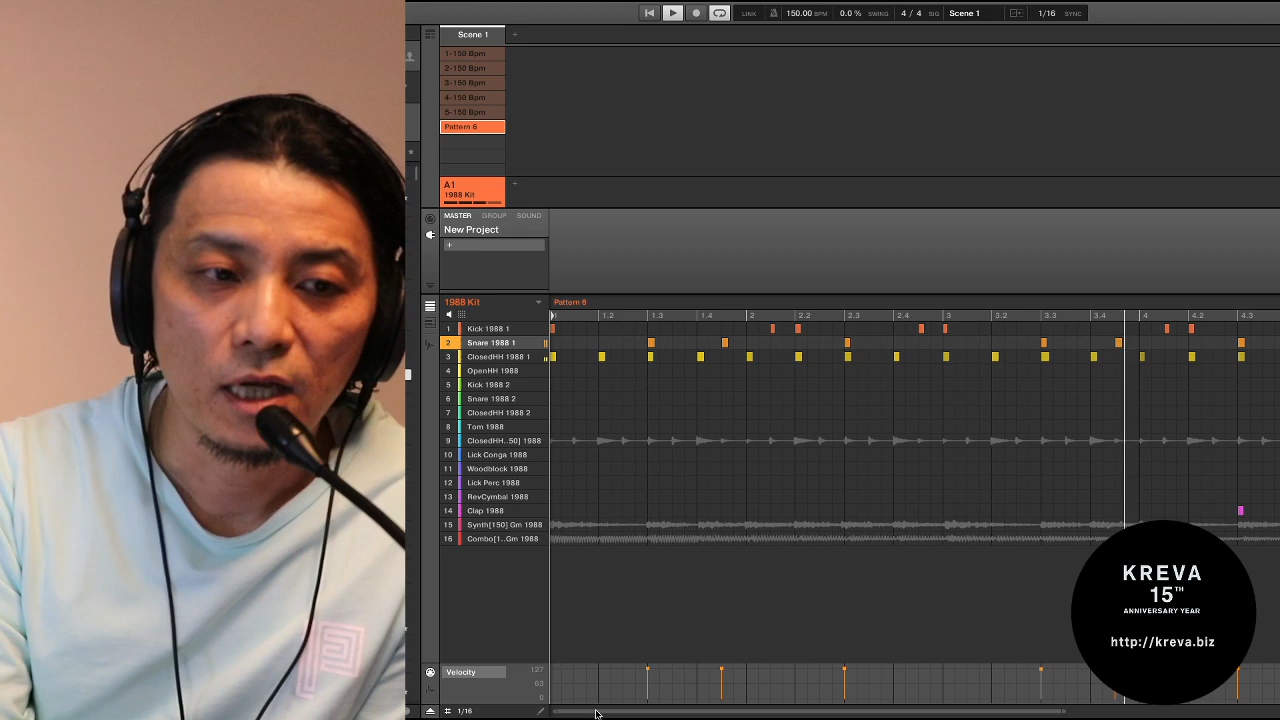 LINK 150.00 BPM 0.0 % SWING 4 / 4 SIG Scene 1 1/16 SYNC
Scene 1 +
1-150 Bpm
2-150 Bpm
3-150 Bpm
4-150 Bpm
5-150 Bpm
Pattern 6
A1 +
1988 Kit
MASTER GROUP SOUND
New Project
+
1988 Kit Pattern 6
1 1.2 1.3 1.4 2 2.2 2.3 2.4 3 3.2 3.3 3.4 4 4.2 4.3
1 Kick 1988 1
2 Snare 1988 1
3 ClosedHH 1988 1
4 OpenHH 1988
5 Kick 1988 2
6 Snare 1988 2
7 ClosedHH 1988 2
8 Tom 1988
9 ClosedHH..50] 1988
10 Lick Conga 1988
11 Woodblock 1988
12 Lick Perc 1988
13 RevCymbal 1988
14 Clap 1988
15 Synth[150] Gm 1988
16 Combo[1..Gm 1988
KREVA
15TH
ANNIVERSARY YEAR
http://kreva.biz
Velocity 127
63
0
1/16